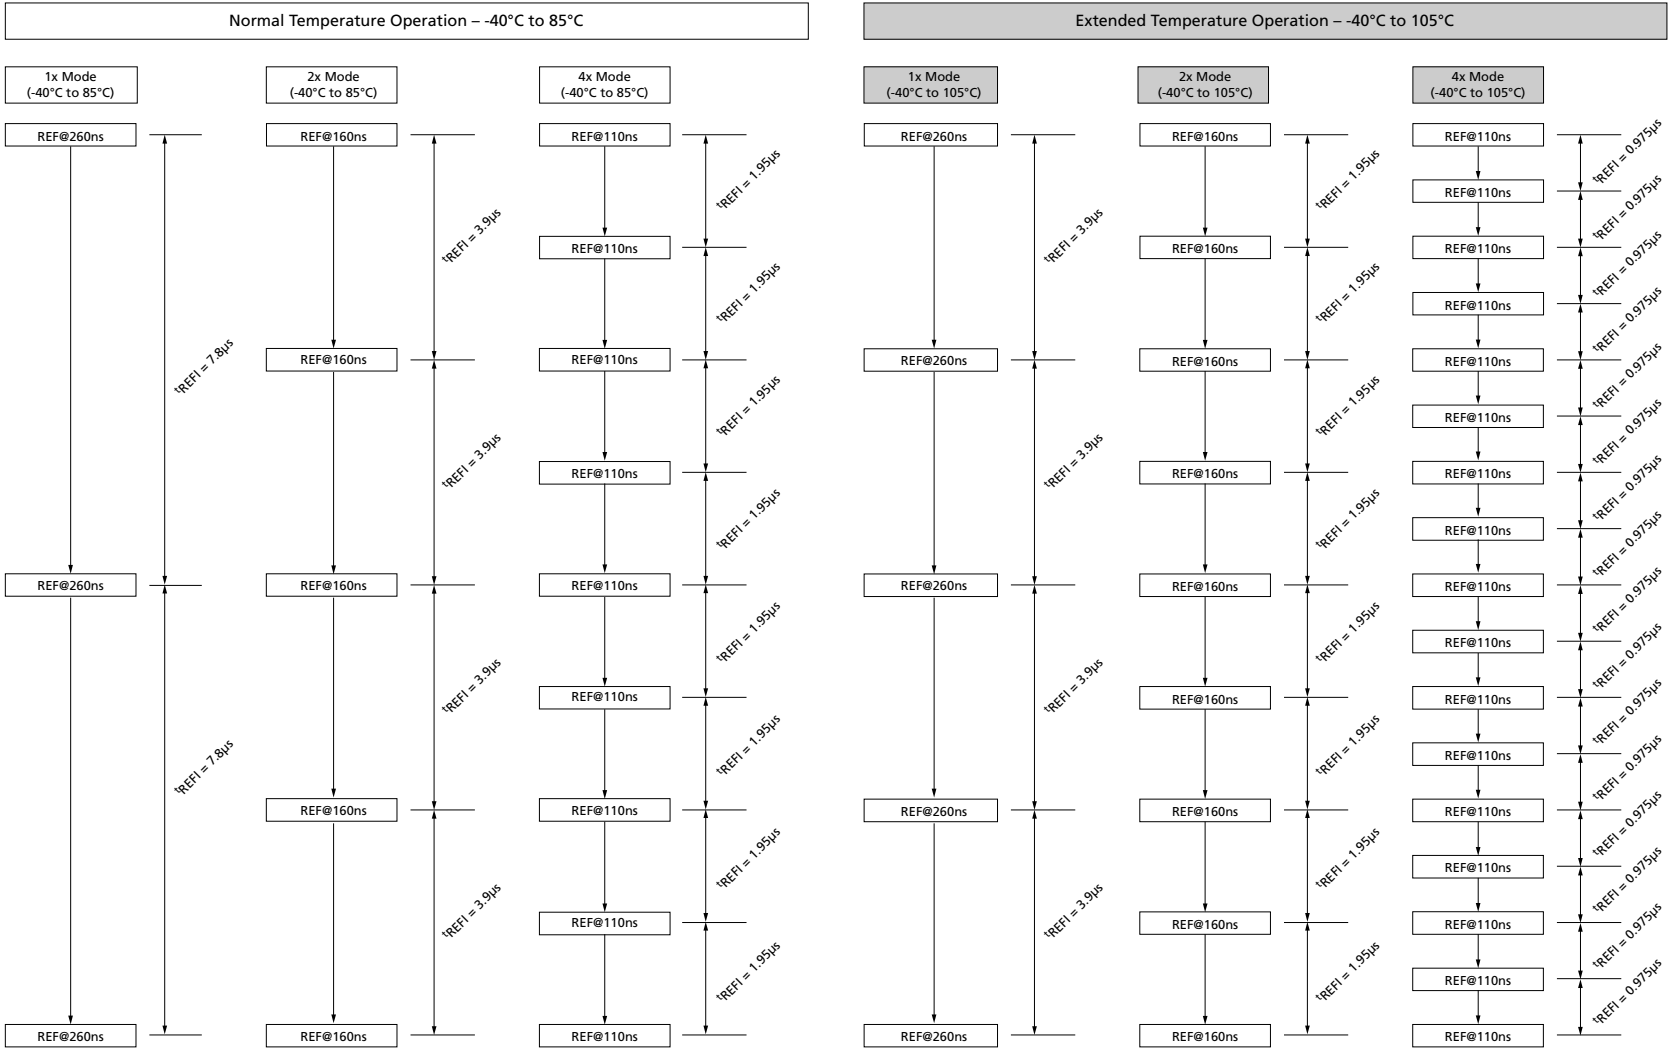 Normal Temperature Operation – -40°C to 85°C
Extended Temperature Operation – -40°C to 105°C
1x Mode
(-40°C to 85°C)
REF@260ns
tREFI = 7.8µs
REF@260ns
tREFI = 7.8µs
REF@260ns
2x Mode
(-40°C to 85°C)
REF@160ns
tREFI = 3.9µs
REF@160ns
tREFI = 3.9µs
REF@160ns
tREFI = 3.9µs
REF@160ns
tREFI = 3.9µs
REF@160ns
4x Mode
(-40°C to 85°C)
REF@110ns
tREFI = 1.95µs
REF@110ns
tREFI = 1.95µs
REF@110ns
tREFI = 1.95µs
REF@110ns
tREFI = 1.95µs
REF@110ns
tREFI = 1.95µs
REF@110ns
tREFI = 1.95µs
REF@110ns
tREFI = 1.95µs
REF@110ns
tREFI = 1.95µs
REF@110ns
1x Mode
(-40°C to 105°C)
REF@260ns
tREFI = 3.9µs
REF@260ns
tREFI = 3.9µs
REF@260ns
tREFI = 3.9µs
REF@260ns
tREFI = 3.9µs
REF@260ns
2x Mode
(-40°C to 105°C)
REF@160ns
tREFI = 1.95µs
REF@160ns
tREFI = 1.95µs
REF@160ns
tREFI = 1.95µs
REF@160ns
tREFI = 1.95µs
REF@160ns
tREFI = 1.95µs
REF@160ns
tREFI = 1.95µs
REF@160ns
tREFI = 1.95µs
REF@160ns
tREFI = 1.95µs
REF@160ns
4x Mode
(-40°C to 105°C)
REF@110ns
tREFI = 0.975µs
REF@110ns
tREFI = 0.975µs
REF@110ns
tREFI = 0.975µs
REF@110ns
tREFI = 0.975µs
REF@110ns
tREFI = 0.975µs
REF@110ns
tREFI = 0.975µs
REF@110ns
tREFI = 0.975µs
REF@110ns
tREFI = 0.975µs
REF@110ns
tREFI = 0.975µs
REF@110ns
tREFI = 0.975µs
REF@110ns
tREFI = 0.975µs
REF@110ns
tREFI = 0.975µs
REF@110ns
tREFI = 0.975µs
REF@110ns
tREFI = 0.975µs
REF@110ns
tREFI = 0.975µs
REF@110ns
tREFI = 0.975µs
REF@110ns